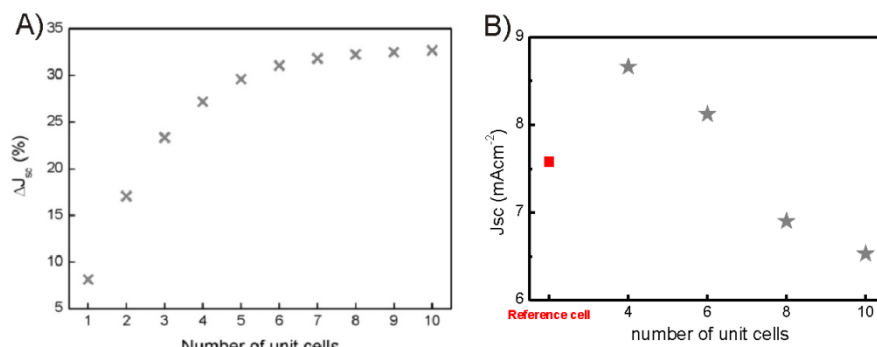 A)
35
30
25
20
15
10
5
ΔJsc (%)
1 2 3 4 5 6 7 8 9 10
Number of unit cells
B)
9
8
7
6
Jsc (mAcm-2)
Reference cell 4 6 8 10
number of unit cells